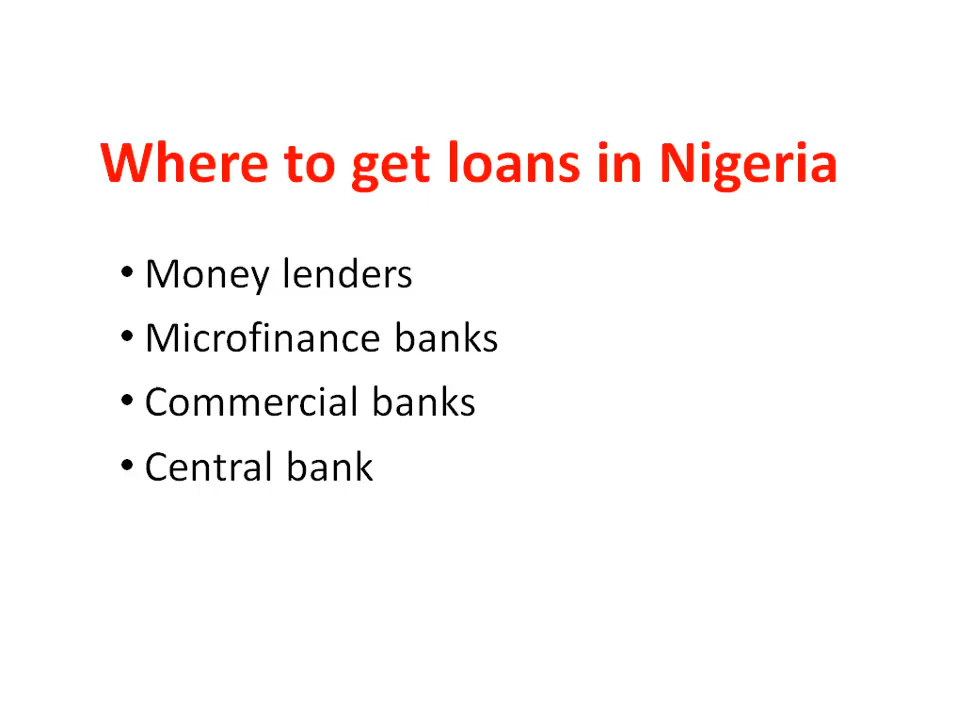 Where to get loans in Nigeria
• Money lenders
• Microfinance banks
• Commercial banks
• Central bank